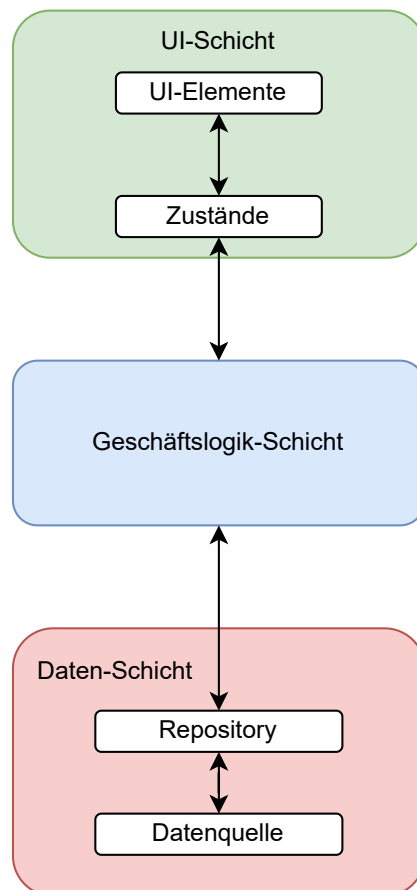 UI-Schicht
UI-Elemente
Zustände
Geschäftslogik-Schicht
Daten-Schicht
Repository
Datenquelle